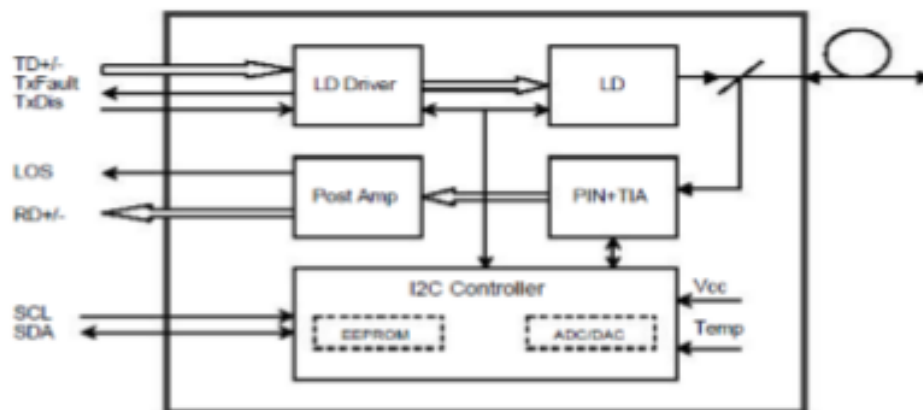 TD+/-
TxFault
TxDis
LD Driver
LD
LOS
RD+/-
Post Amp
PIN+TIA
I2C Controller
SCL
SDA
EEPROM
ADC/DAC
Vcc
Temp